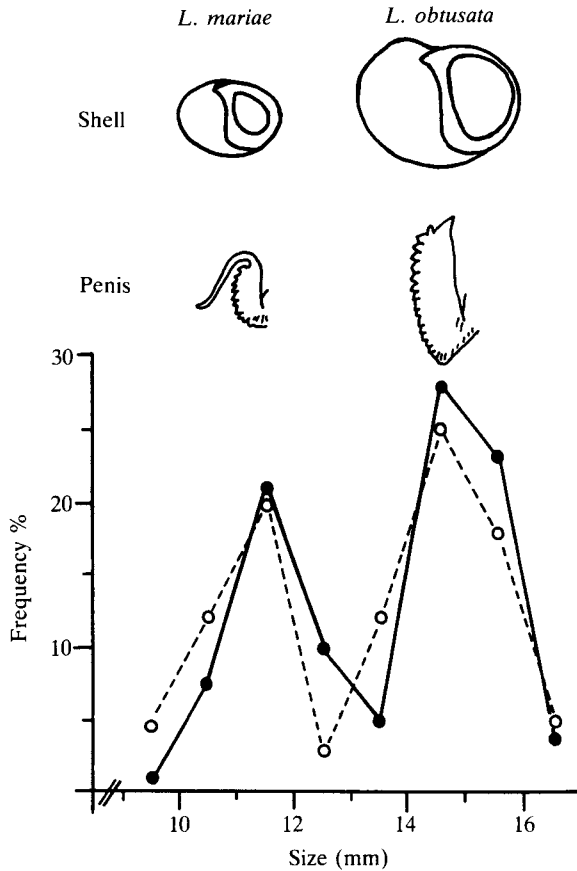 L. mariae L. obtusata
Shell
Penis
30
20
10
Frequency %
10 12 14 16
Size (mm)